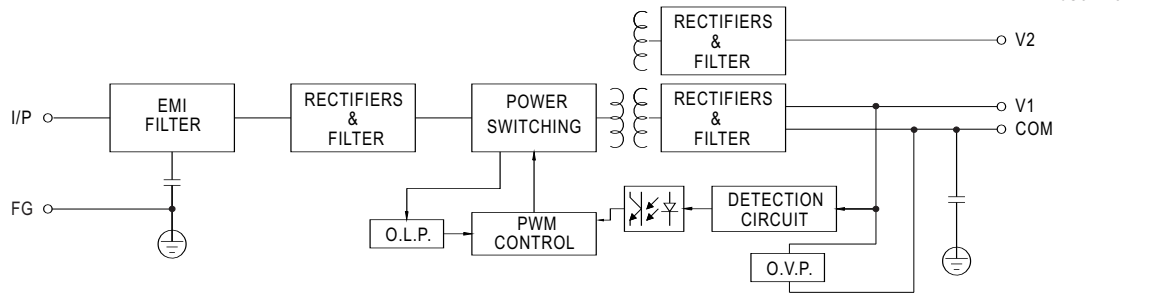 RECTIFIERS
&
FILTER
V2
I/P
EMI
FILTER
RECTIFIERS
&
FILTER
POWER
SWITCHING
RECTIFIERS
&
FILTER
V1
COM
FG
O.L.P.
PWM
CONTROL
DETECTION
CIRCUIT
O.V.P.